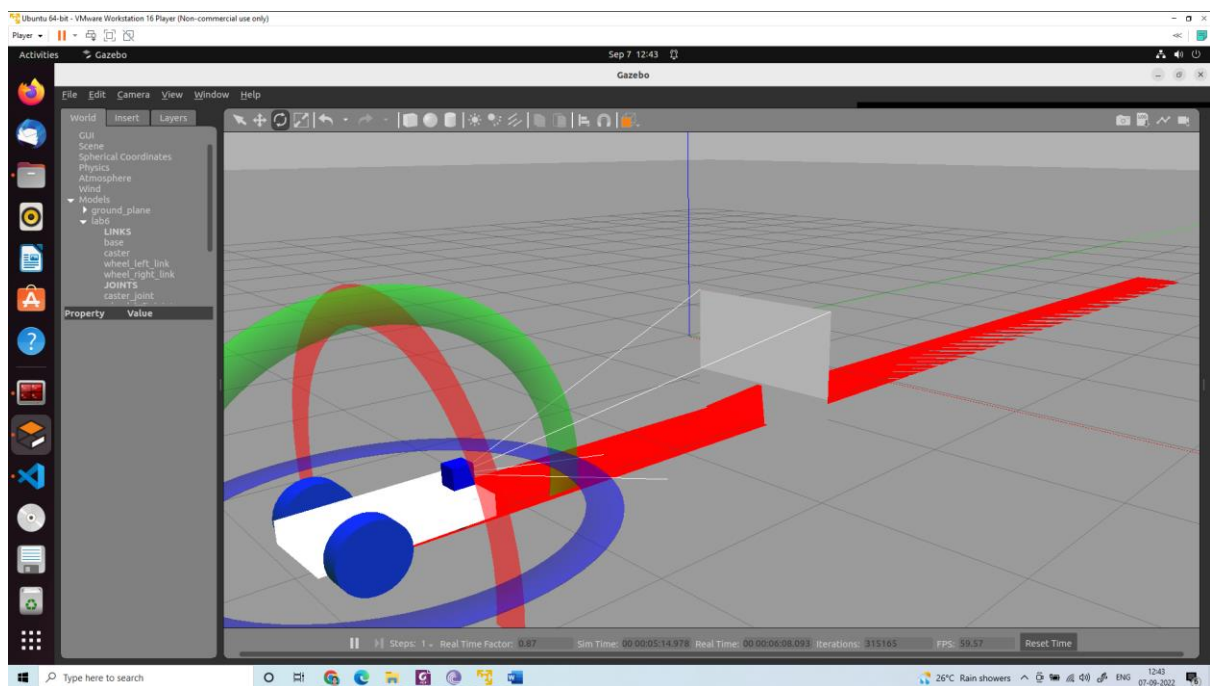 Ubuntu 64-bit - VMware Workstation 16 Player (Non-commercial use only)
Player
Activities Gazebo Sep 7 12:43
Gazebo
File Edit Camera View Window Help
World Insert Layers
GUI
Scene
Spherical Coordinates
Physics
Atmosphere
Wind
Models
ground_plane
lab6
LINKS
base
caster
wheel_left_link
wheel_right_link
JOINTS
caster_joint
Property Value
Steps: 1 Real Time Factor: 0.87 Sim Time: 00 00:05:14.978 Real Time: 00 00:06:08.093 Iterations: 315165 FPS: 59.57 Reset Time
Type here to search 26°C Rain showers ENG 12:43
07-09-2022